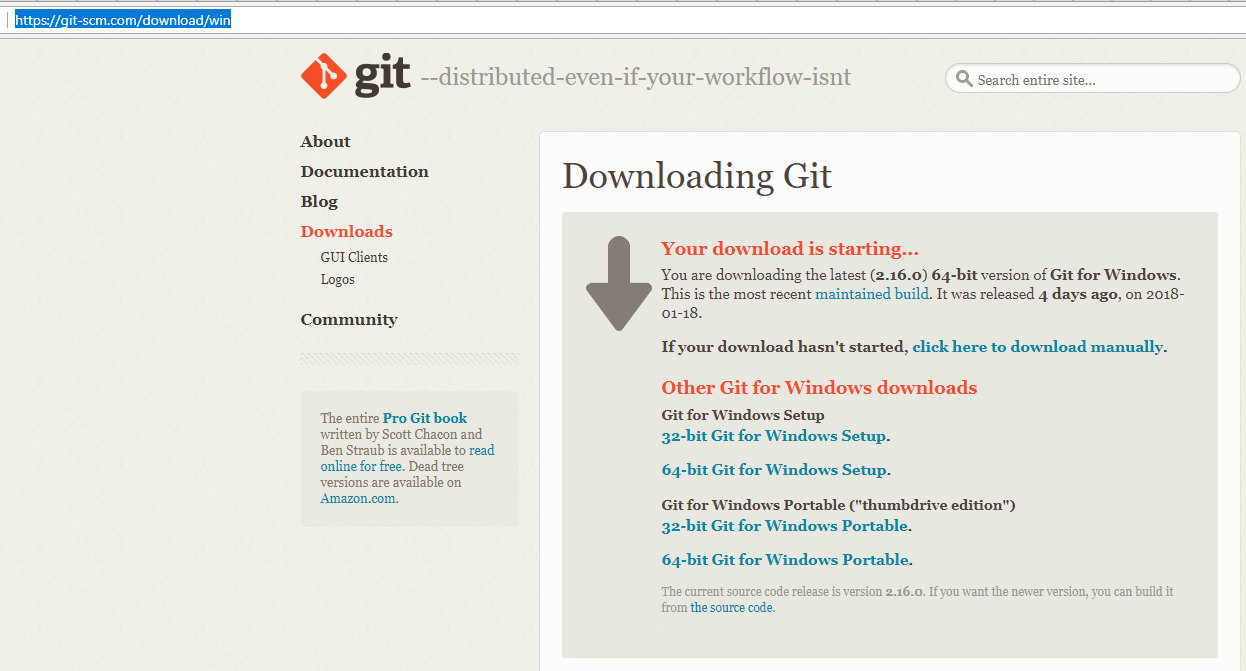 https://git-scm.com/download/win
git --distributed-even-if-your-workflow-isnt
Search entire site...
About
Documentation
Blog
Downloads
GUI Clients
Logos
Community
The entire Pro Git book
written by Scott Chacon and
Ben Straub is available to read
online for free. Dead tree
versions are available on
Amazon.com.
Downloading Git
Your download is starting...
You are downloading the latest (2.16.0) 64-bit version of Git for Windows.
This is the most recent maintained build. It was released 4 days ago, on 2018-
01-18.
If your download hasn't started, click here to download manually.
Other Git for Windows downloads
Git for Windows Setup
32-bit Git for Windows Setup.
64-bit Git for Windows Setup.
Git for Windows Portable ("thumbdrive edition")
32-bit Git for Windows Portable.
64-bit Git for Windows Portable.
The current source code release is version 2.16.0. If you want the newer version, you can build it
from the source code.